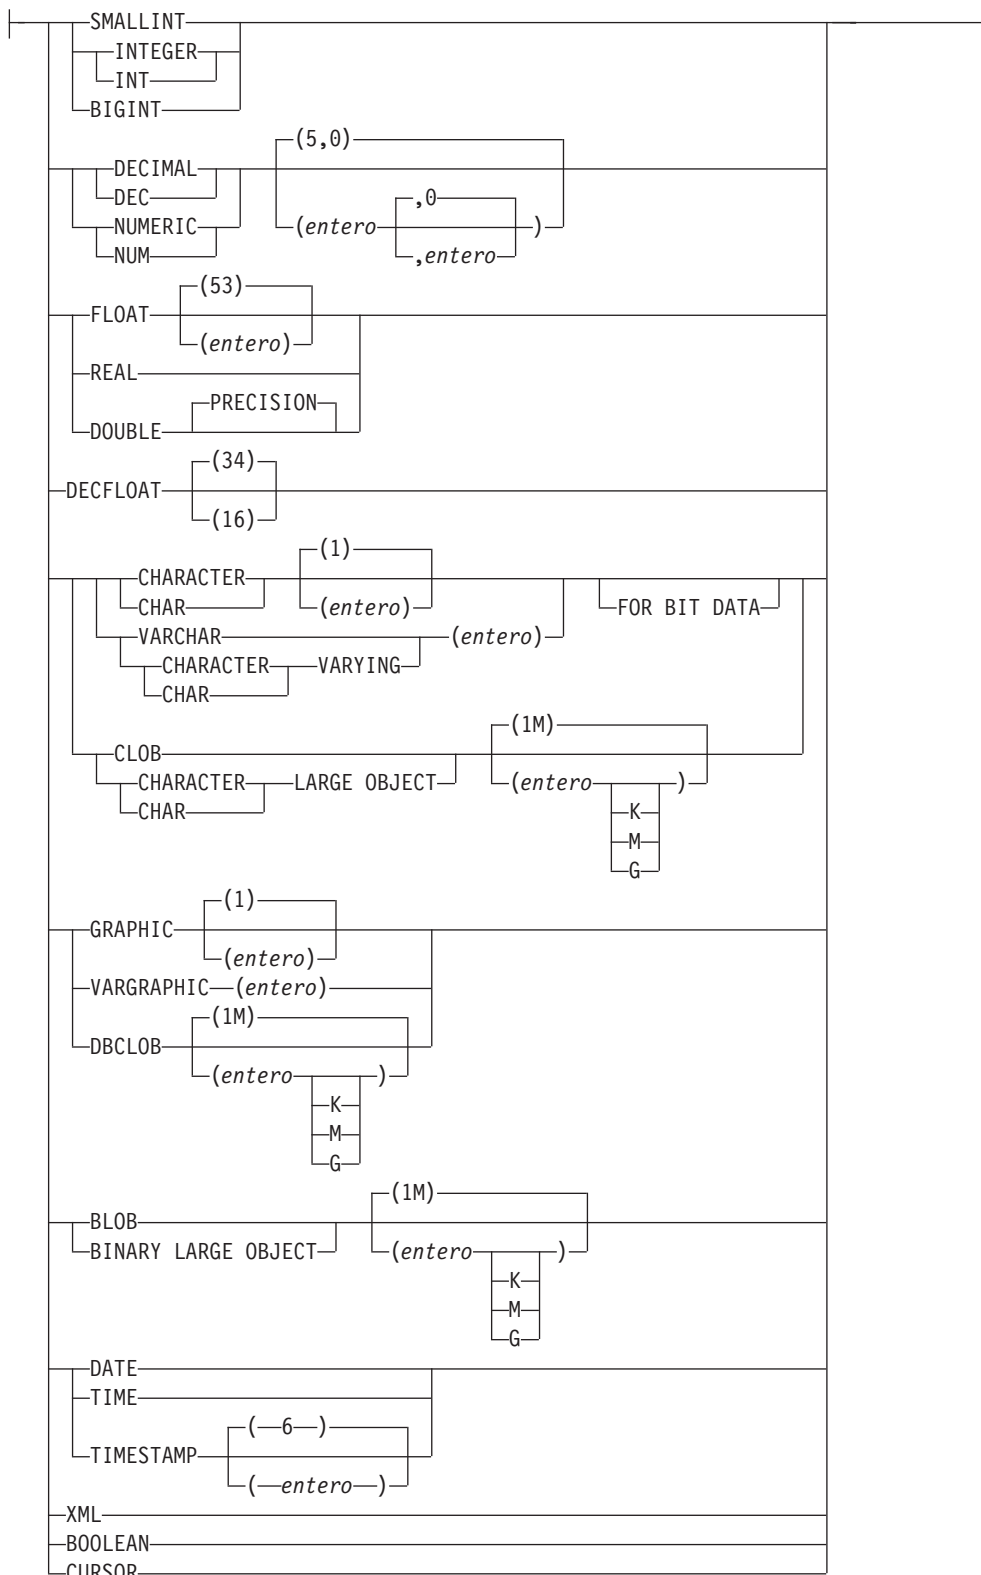 SMALLINT
INTEGER
INT
BIGINT
(5,0)
DECIMAL
DEC
,0
NUMERIC
(entero )
NUM
,entero
(53)
FLOAT
(entero)
REAL
PRECISION
DOUBLE
(34)
DECFLOAT
(16)
(1)
CHARACTER
CHAR (entero) FOR BIT DATA
VARCHAR (entero)
CHARACTER VARYING
CHAR
(1M)
CLOB
CHARACTER LARGE OBJECT (entero )
CHAR K
M
G
(1)
GRAPHIC
(entero)
VARGRAPHIC (entero)
(1M)
DBCLOB
(entero )
K
M
G
(1M)
BLOB
BINARY LARGE OBJECT (entero )
K
M
G
DATE
TIME
( 6 )
TIMESTAMP
( entero )
XML
BOOLEAN
CURSOR